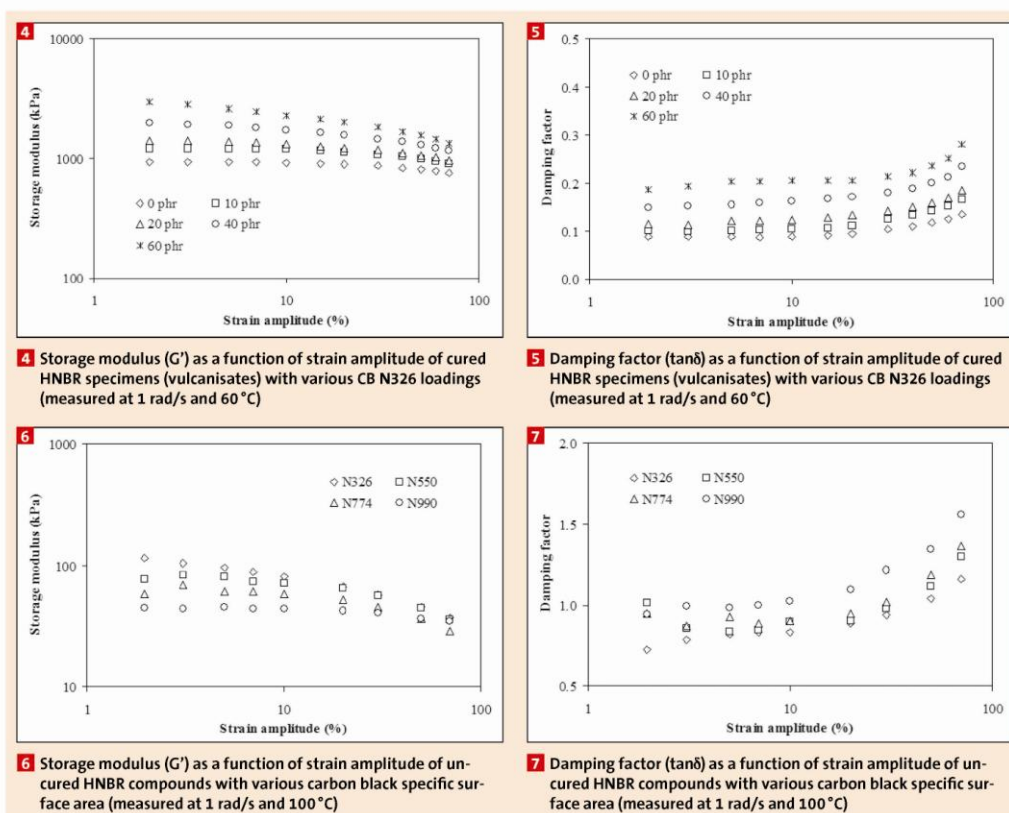 4
10000
1000
100
1
10
100
Storage modulus (kPa)
Strain amplitude (%)
0 phr 10 phr
20 phr 40 phr
60 phr
4 Storage modulus (G’) as a function of strain amplitude of cured
HNBR specimens (vulcanisates) with various CB N326 loadings
(measured at 1 rad/s and 60 °C)
5
0.5
0.4
0.3
0.2
0.1
0.0
1
10
100
Damping factor
Strain amplitude (%)
0 phr 10 phr
20 phr 40 phr
60 phr
5 Damping factor (tanδ) as a function of strain amplitude of cured
HNBR specimens (vulcanisates) with various CB N326 loadings
(measured at 1 rad/s and 60 °C)
6
1000
100
10
1
10
100
Storage modulus (kPa)
Strain amplitude (%)
N326 N550
N774 N990
6 Storage modulus (G’) as a function of strain amplitude of un-
cured HNBR compounds with various carbon black specific sur-
face area (measured at 1 rad/s and 100 °C)
7
2.0
1.5
1.0
0.5
1
10
100
Damping factor
Strain amplitude (%)
N326 N550
N774 N990
7 Damping factor (tanδ) as a function of strain amplitude of un-
cured HNBR compounds with various carbon black specific sur-
face area (measured at 1 rad/s and 100 °C)